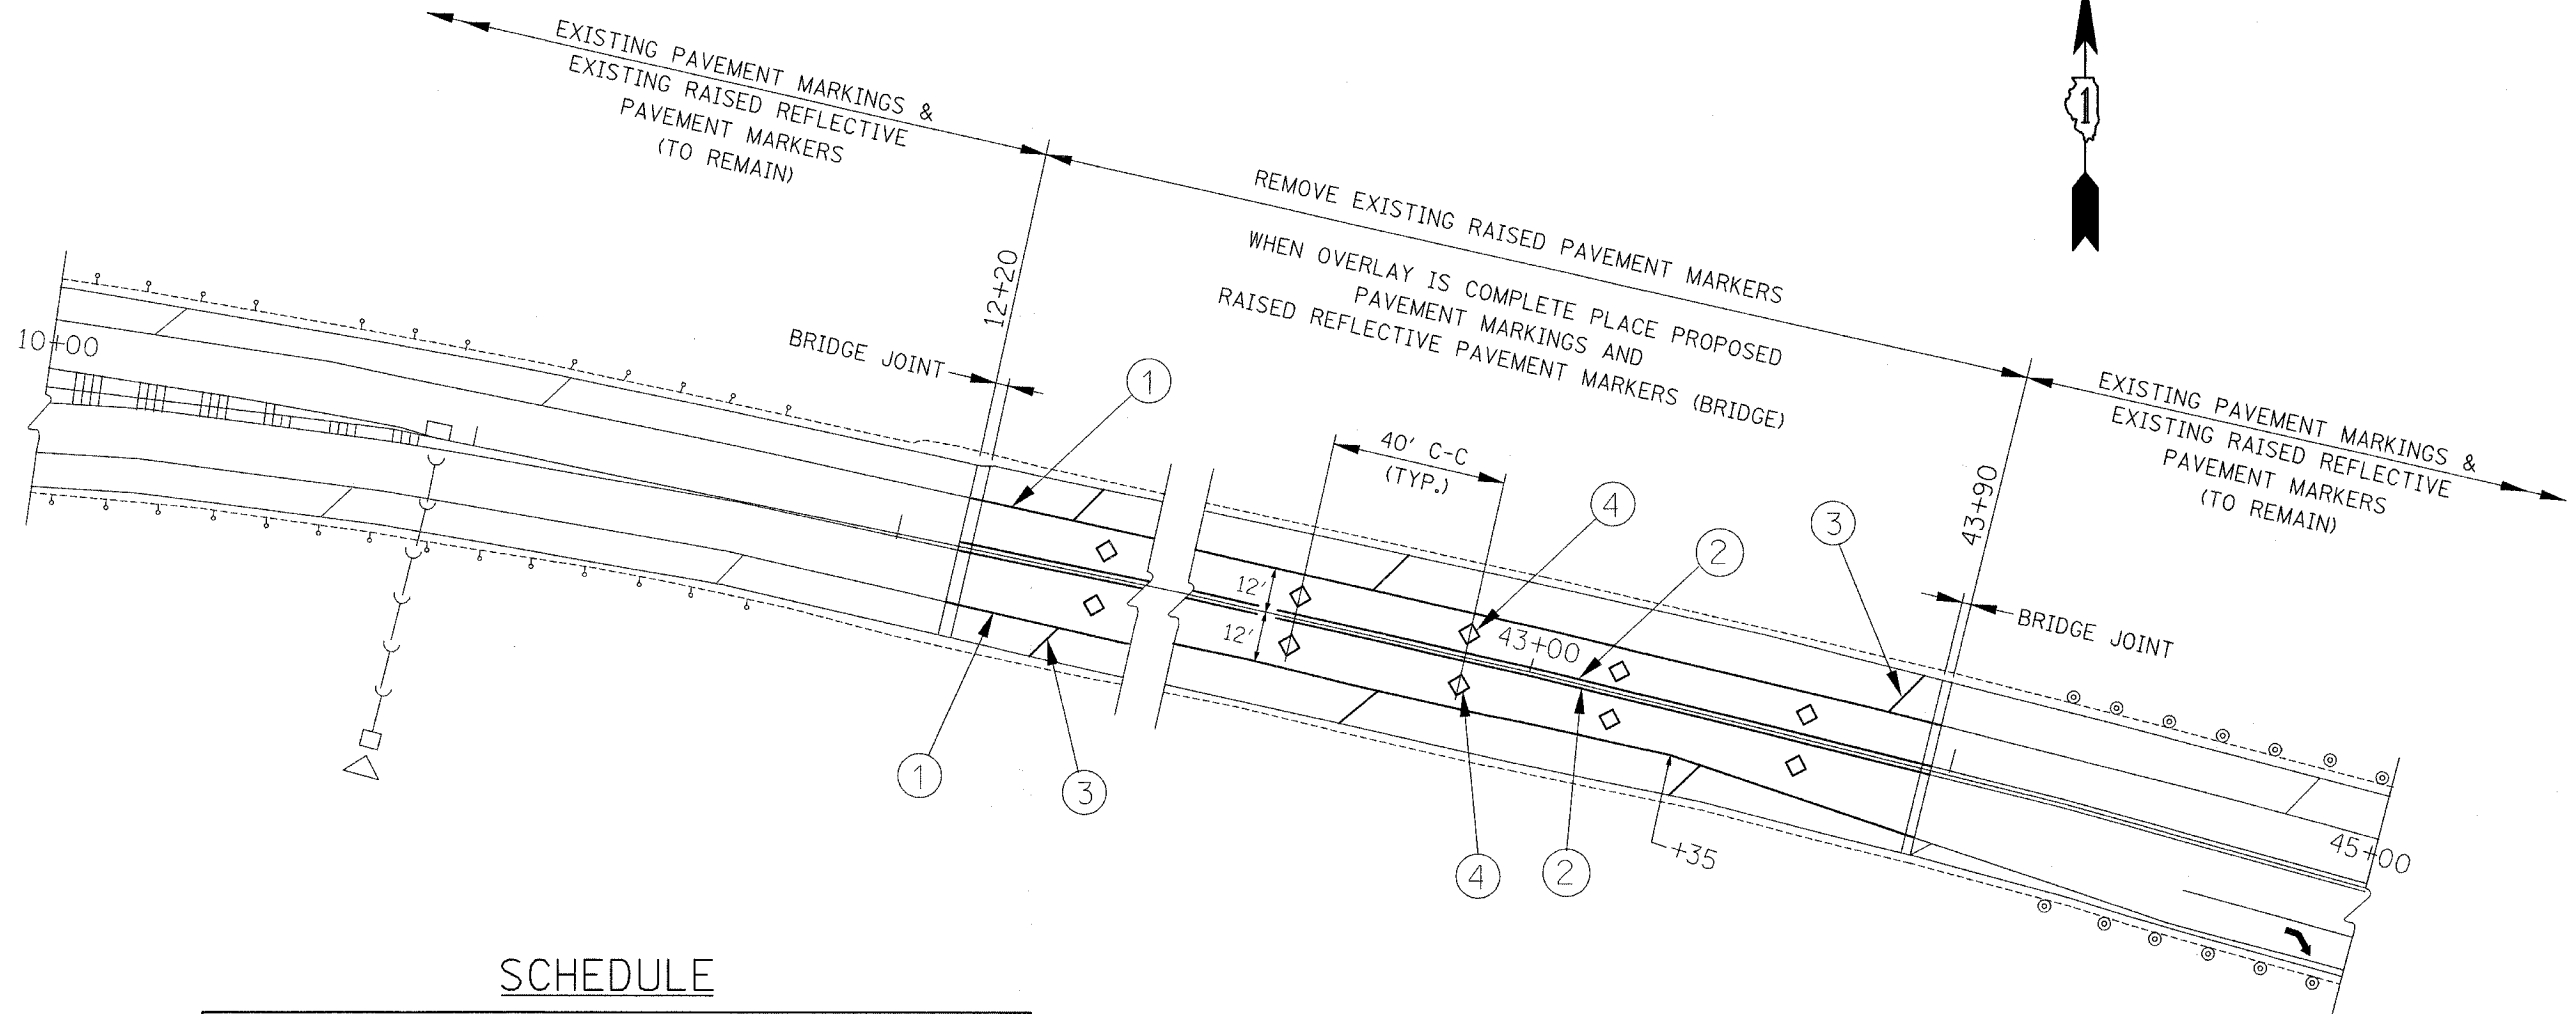 EXISTING PAVEMENT MARKINGS &
EXISTING RAISED REFLECTIVE
PAVEMENT MARKERS
(TO REMAIN)
1
REMOVE EXISTING RAISED PAVEMENT MARKERS
WHEN OVERLAY IS COMPLETE PLACE PROPOSED
PAVEMENT MARKINGS AND
RAISED REFLECTIVE PAVEMENT MARKERS (BRIDGE)
12+20
10+00
BRIDGE JOINT
1
EXISTING PAVEMENT MARKINGS &
EXISTING RAISED REFLECTIVE
PAVEMENT MARKERS
(TO REMAIN)
40' C-C
(TYP.)
4
2
3
43+90
12'
12'
43+00
BRIDGE JOINT
1
3
4
2
+35
45+00
SCHEDULE